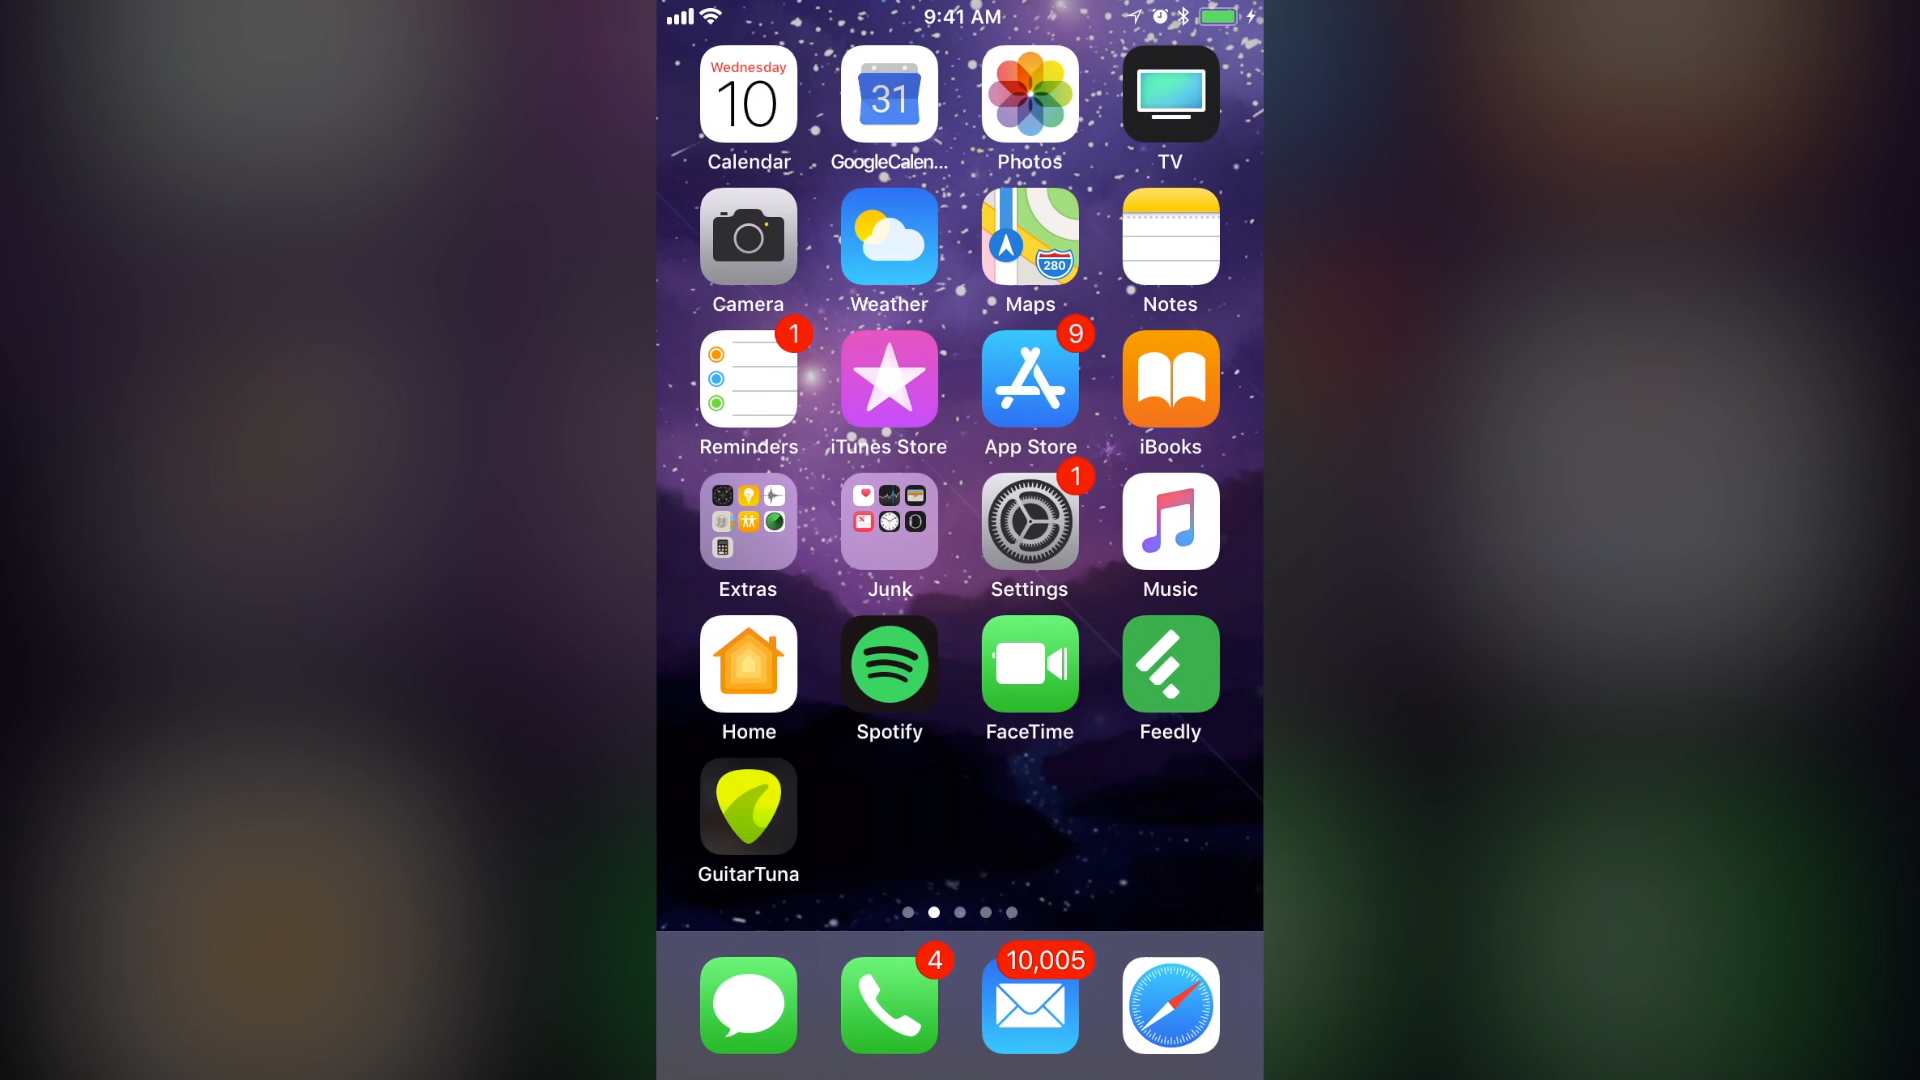 9:41 AM
Wednesday
10
31
Calendar
GoogleCalen...
Photos
TV
280
Camera
Weather
Maps
Notes
1
9
Reminders
iTunes Store
App Store
iBooks
1
Extras
Junk
Settings
Music
Home
Spotify
FaceTime
Feedly
GuitarTuna
4
10,005